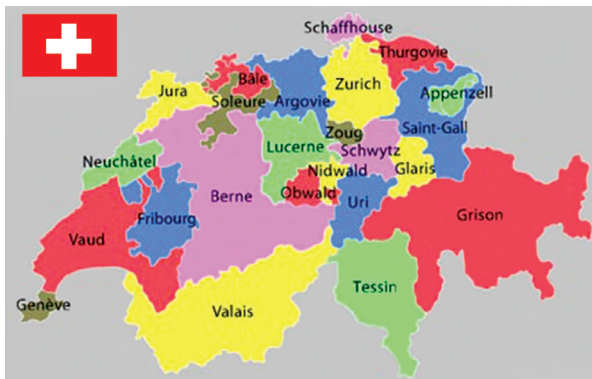 Schaffhouse
Thurgovie
Bâle
Jura
Zurich
Soleure
Argovie
Appenzell
Saint-Gall
Zoug
Lucerne
Schwytz
Neuchâtel
Nidwald
Glaris
Obwald
Berne
Uri
Fribourg
Grison
Vaud
Tessin
Genève
Valais